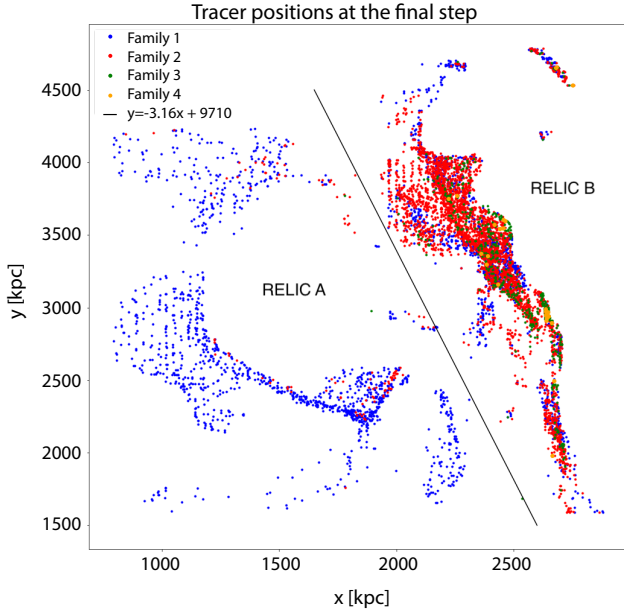 Tracer positions at the final step
Family 1
Family 2
Family 3
Family 4
y=-3.16x + 9710
4500
4000
3500
3000
2500
2000
1500
y [kpc]
RELIC B
RELIC A
1000
1500
2000
2500
x [kpc]